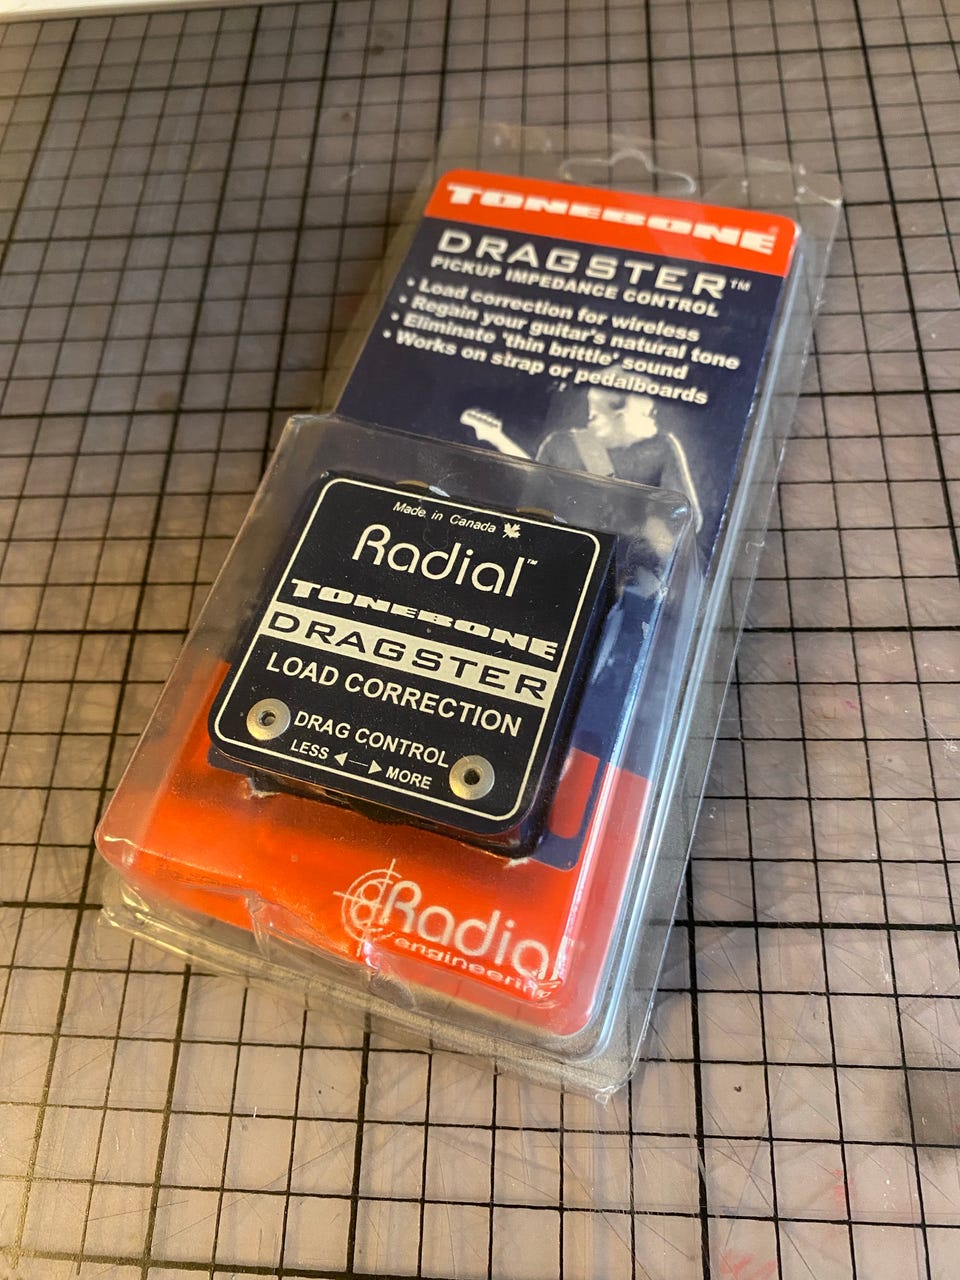 TONEBONE®
DRAGSTER™
PICKUP IMPEDANCE CONTROL
• Load correction for wireless
• Regain your guitar's natural tone
• Eliminate 'thin brittle' sound
• Works on strap or pedalboards
Made in Canada
Radial™
TONEBONE
DRAGSTER
LOAD CORRECTION
DRAG CONTROL
LESS ◄─► MORE
Radial
engineering